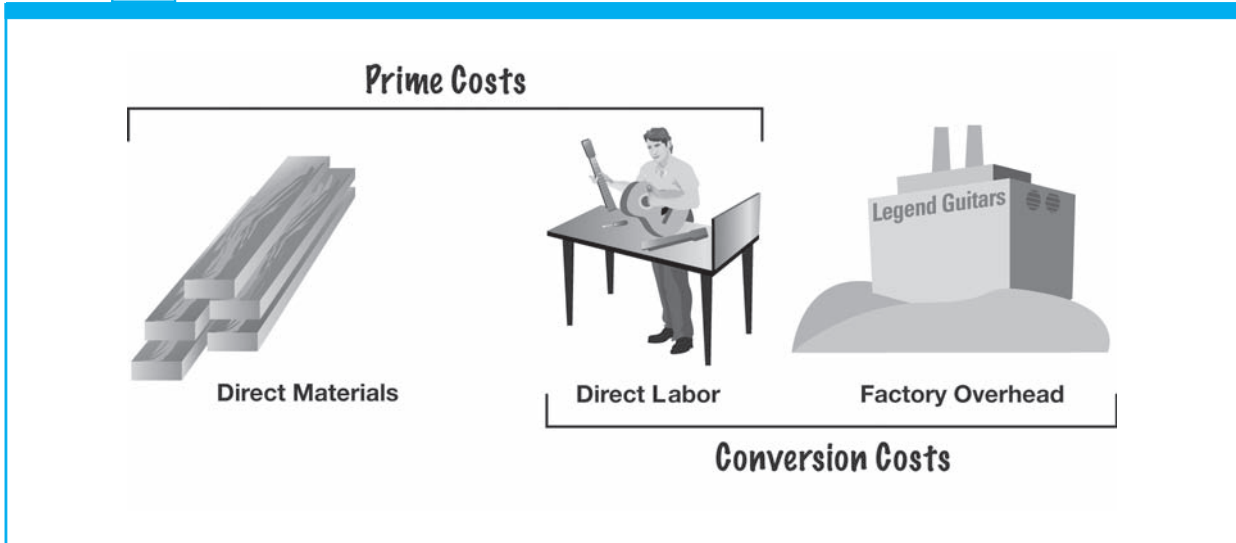 Prime Costs
Legend Guitars
Direct Materials
Direct Labor
Factory Overhead
Conversion Costs